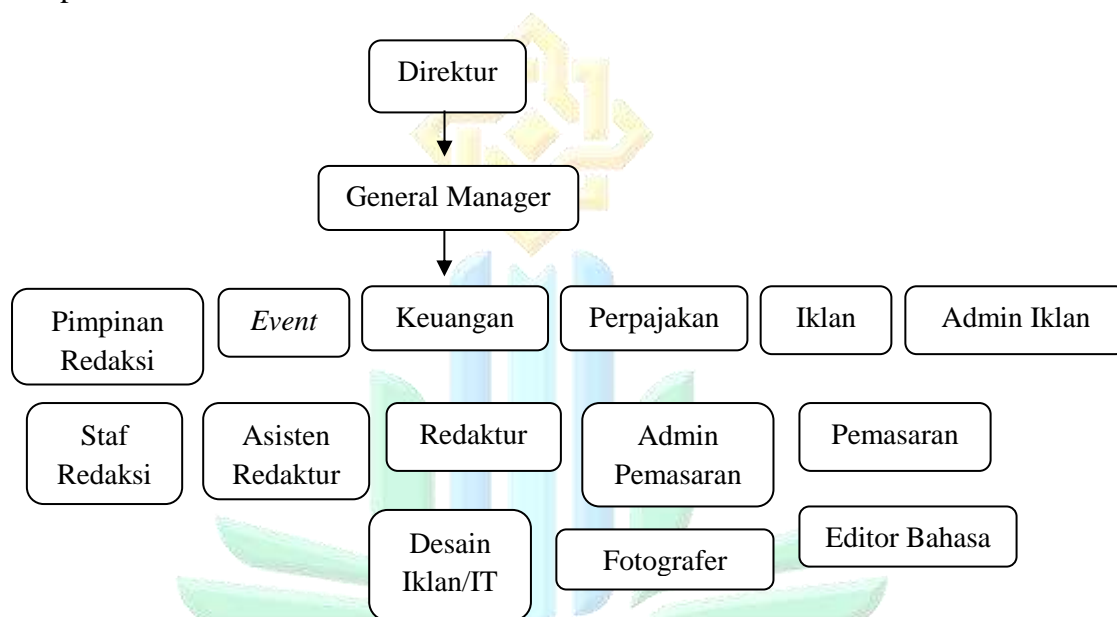 Direktur
General Manager
Pimpinan
Redaksi
Event
Keuangan
Perpajakan
Iklan
Admin Iklan
Staf
Redaksi
Asisten
Redaktur
Redaktur
Admin
Pemasaran
Pemasaran
Desain
Iklan/IT
Fotografer
Editor Bahasa